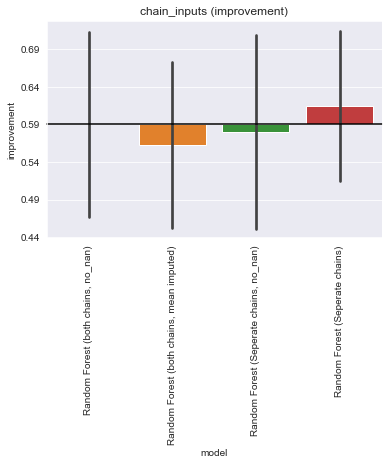 chain_inputs (improvement)
0.69
0.64
0.59
0.54
0.49
0.44
improvement
Random Forest (both chains, no_nan)
Random Forest (both chains, mean imputed)
Random Forest (Seperate chains, no_nan)
Random Forest (Seperate chains)
model